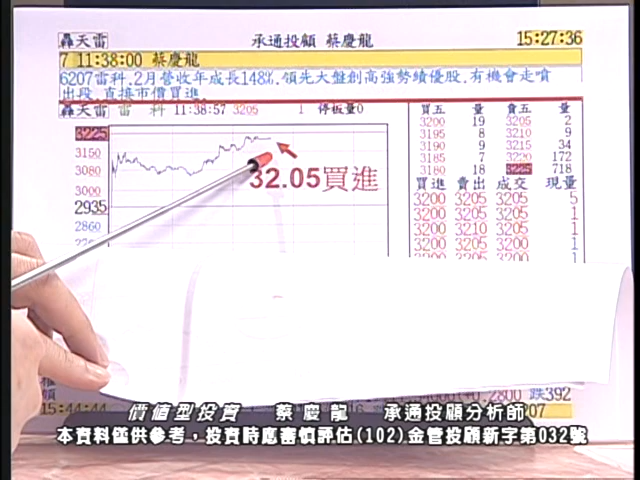 轟天雷 承通投顧 蔡慶龍 15:27:36
7 11:38:00 蔡慶龍
6207雷科,2月營收年成長148%,領先大盤創高強勢績優股,有機會走噴
出段,直接市價買進
轟天雷 雷 科 11:38:57 3205 1 停板量0
買五 量 賣五 量
3200 19 3205 2
3195 8 3210 9
3190 9 3215 34
3185 7 3220 172
3180 18 3225 718
買進 賣出 成交 現量
3200 3205 3205 5
3200 3205 3205 1
3200 3210 3205 1
3200 3205 3200 1
3225
3150
3080
3000
2935
2860
32.05買進
2800 跌392
15:44:44
價值型投資 蔡慶龍 承通投顧分析師
本資料僅供參考，投資時應審慎評估(102)金管投顧新字第032號